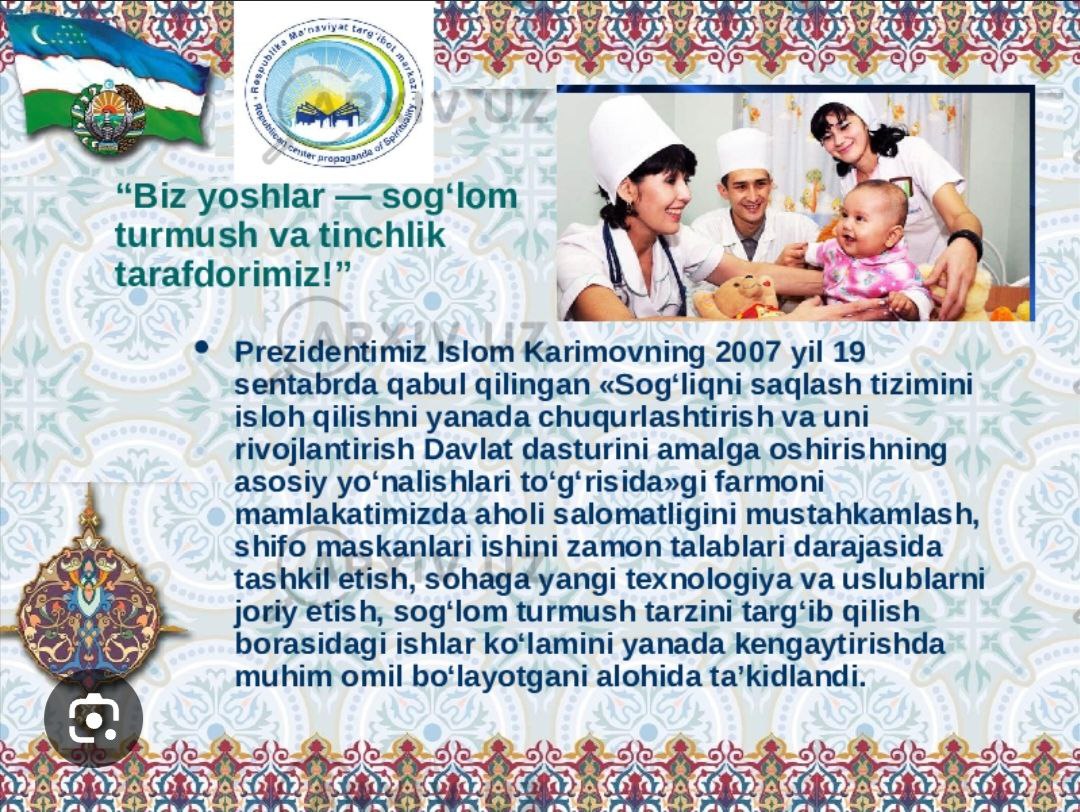 Respublika Ma'naviyat targ'ibot markazi
Republican center propaganda of Spirituality
ARXIV.UZ
“Biz yoshlar — sog‘lom
turmush va tinchlik
tarafdorimiz!”
ARXIV.UZ
Prezidentimiz Islom Karimovning 2007 yil 19
sentabrda qabul qilingan «Sog‘liqni saqlash tizimini
isloh qilishni yanada chuqurlashtirish va uni
rivojlantirish Davlat dasturini amalga oshirishning
asosiy yo‘nalishlari to‘g‘risida»gi farmoni
mamlakatimizda aholi salomatligini mustahkamlash,
shifo maskanlari ishini zamon talablari darajasida
ARXIV.UZ
tashkil etish, sohaga yangi texnologiya va uslublarni
joriy etish, sog‘lom turmush tarzini targ‘ib qilish
borasidagi ishlar ko‘lamini yanada kengaytirishda
muhim omil bo‘layotgani alohida ta’kidlandi.
ARXIV.UZ